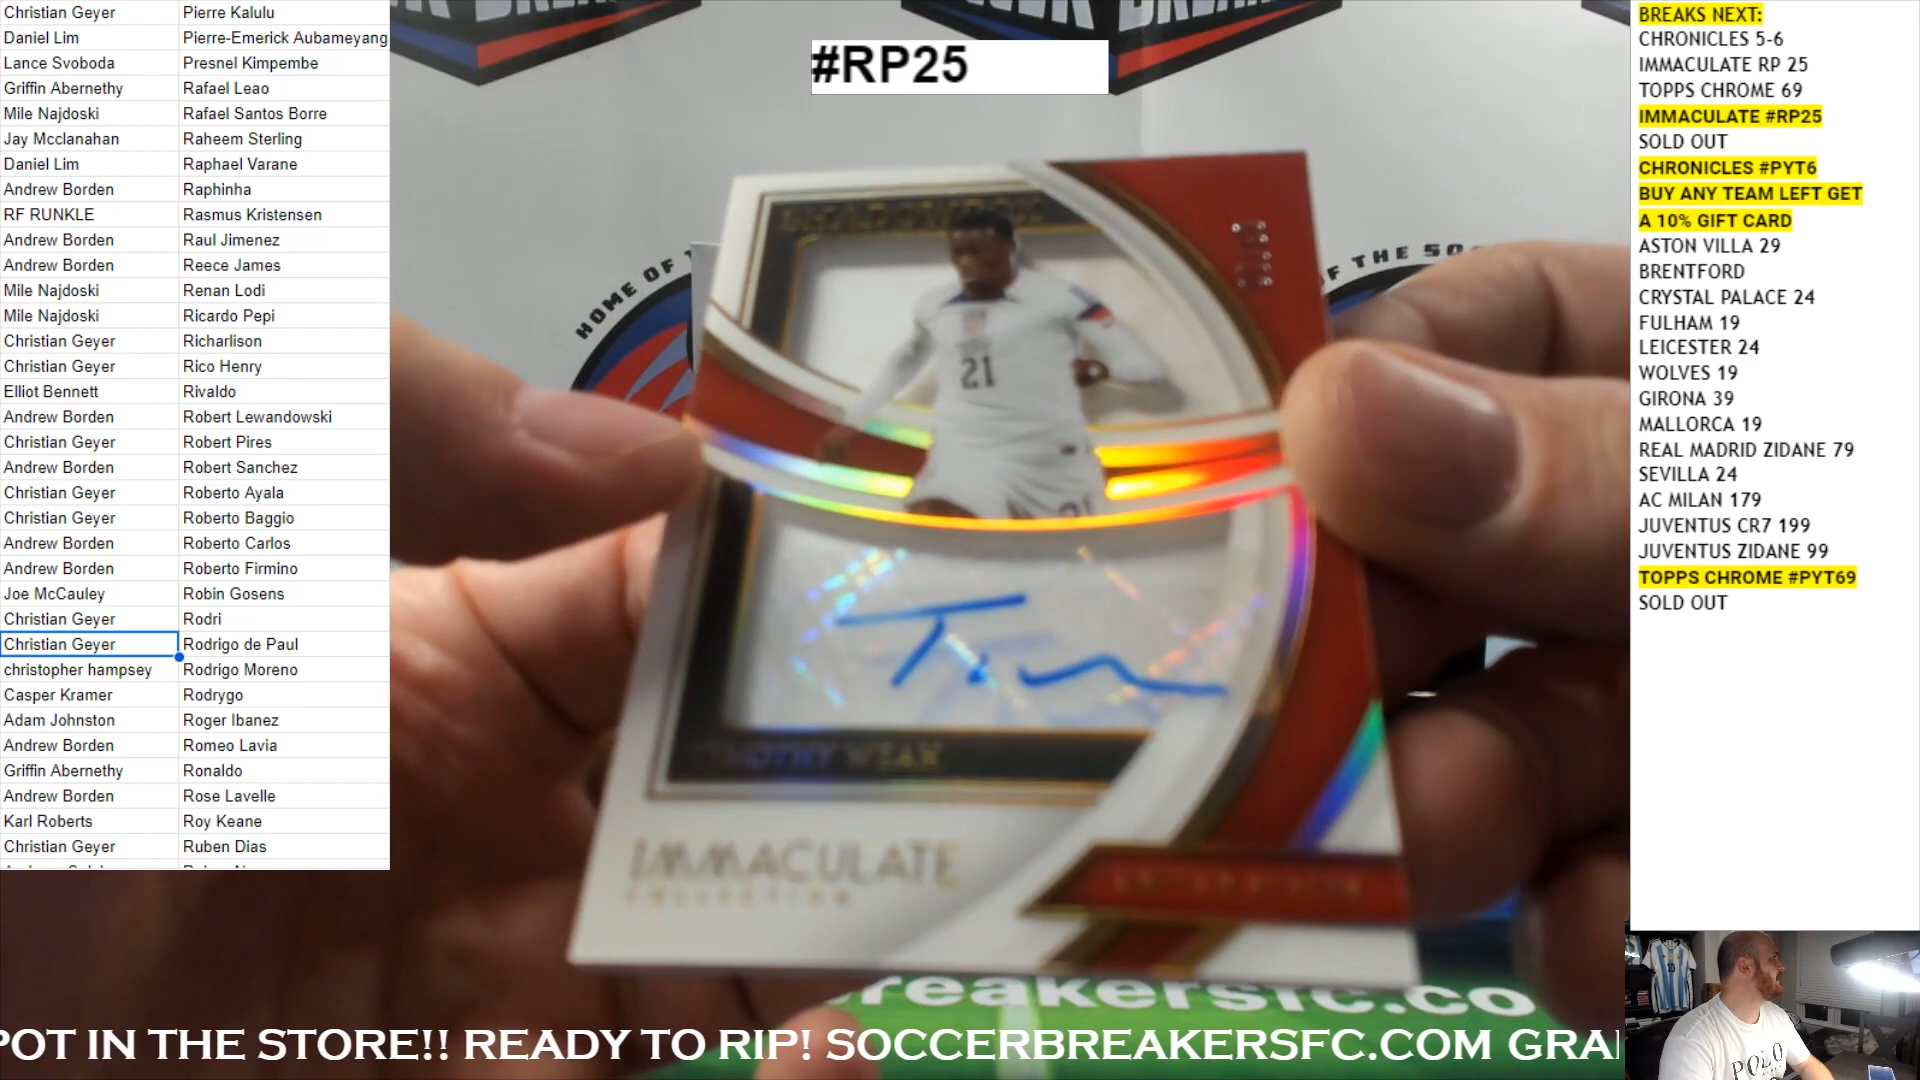 Christian Geyer Pierre Kalulu
Daniel Lim Pierre-Emerick Aubameyang
Lance Svoboda Presnel Kimpembe
Griffin Abernethy Rafael Leao
Mile Najdoski Rafael Santos Borre
Jay Mcclanahan Raheem Sterling
Daniel Lim Raphael Varane
Andrew Borden Raphinha
RF RUNKLE Rasmus Kristensen
Andrew Borden Raul Jimenez
Andrew Borden Reece James
Mile Najdoski Renan Lodi
Mile Najdoski Ricardo Pepi
Christian Geyer Richarlison
Christian Geyer Rico Henry
Elliot Bennett Rivaldo
Andrew Borden Robert Lewandowski
Christian Geyer Robert Pires
Andrew Borden Robert Sanchez
Christian Geyer Roberto Ayala
Christian Geyer Roberto Baggio
Andrew Borden Roberto Carlos
Andrew Borden Roberto Firmino
Joe McCauley Robin Gosens
Christian Geyer Rodri
Christian Geyer Rodrigo de Paul
christopher hampsey Rodrigo Moreno
Casper Kramer Rodrygo
Adam Johnston Roger Ibanez
Andrew Borden Romeo Lavia
Griffin Abernethy Ronaldo
Andrew Borden Rose Lavelle
Karl Roberts Roy Keane
Christian Geyer Ruben Dias
#RP25
HOME OF
OF THE SO
21
21
TIMOTHY WEAH
IMMACULATE
COLLECTION
reakersfc.co
BREAKS NEXT:
CHRONICLES 5-6
IMMACULATE RP 25
TOPPS CHROME 69
IMMACULATE #RP25
SOLD OUT
CHRONICLES #PYT6
BUY ANY TEAM LEFT GET
A 10% GIFT CARD
ASTON VILLA 29
BRENTFORD
CRYSTAL PALACE 24
FULHAM 19
LEICESTER 24
WOLVES 19
GIRONA 39
MALLORCA 19
REAL MADRID ZIDANE 79
SEVILLA 24
AC MILAN 179
JUVENTUS CR7 199
JUVENTUS ZIDANE 99
TOPPS CHROME #PYT69
SOLD OUT
POLO
POT IN THE STORE!! READY TO RIP! SOCCERBREAKERSFC.COM GRA